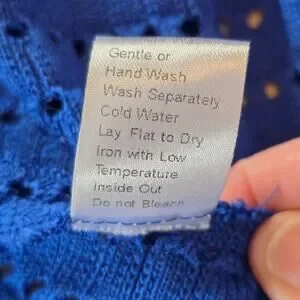 Gentle or
Hand Wash
Wash Separately
Cold Water
Lay Flat to Dry
Iron with Low
Temperature
Inside Out
Do not Bleach